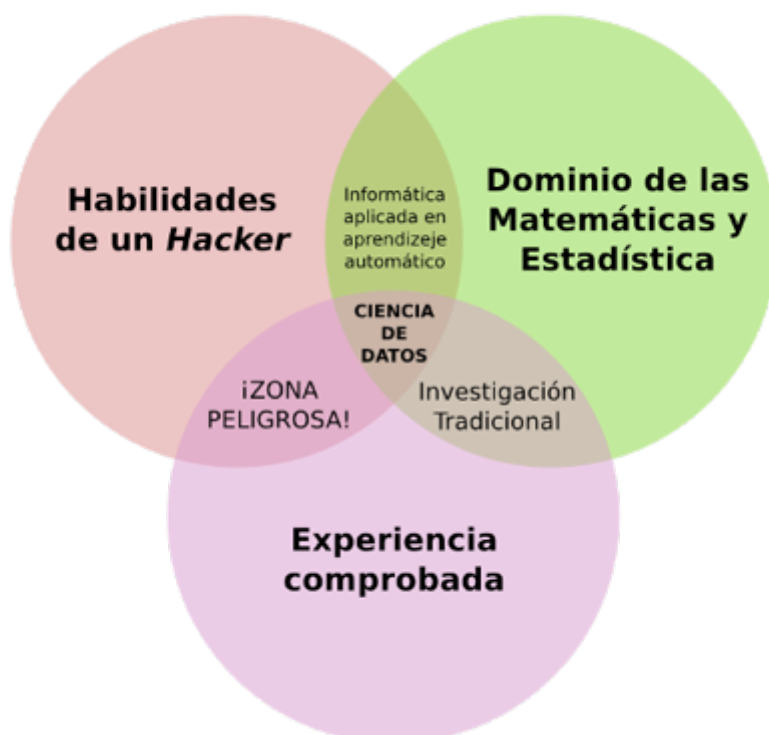 Habilidades
de un Hacker
Informática
aplicada en
aprendizeje
automático
Dominio de las
Matemáticas y
Estadística
CIENCIA
DE
DATOS
¡ZONA
PELIGROSA!
Investigación
Tradicional
Experiencia
comprobada